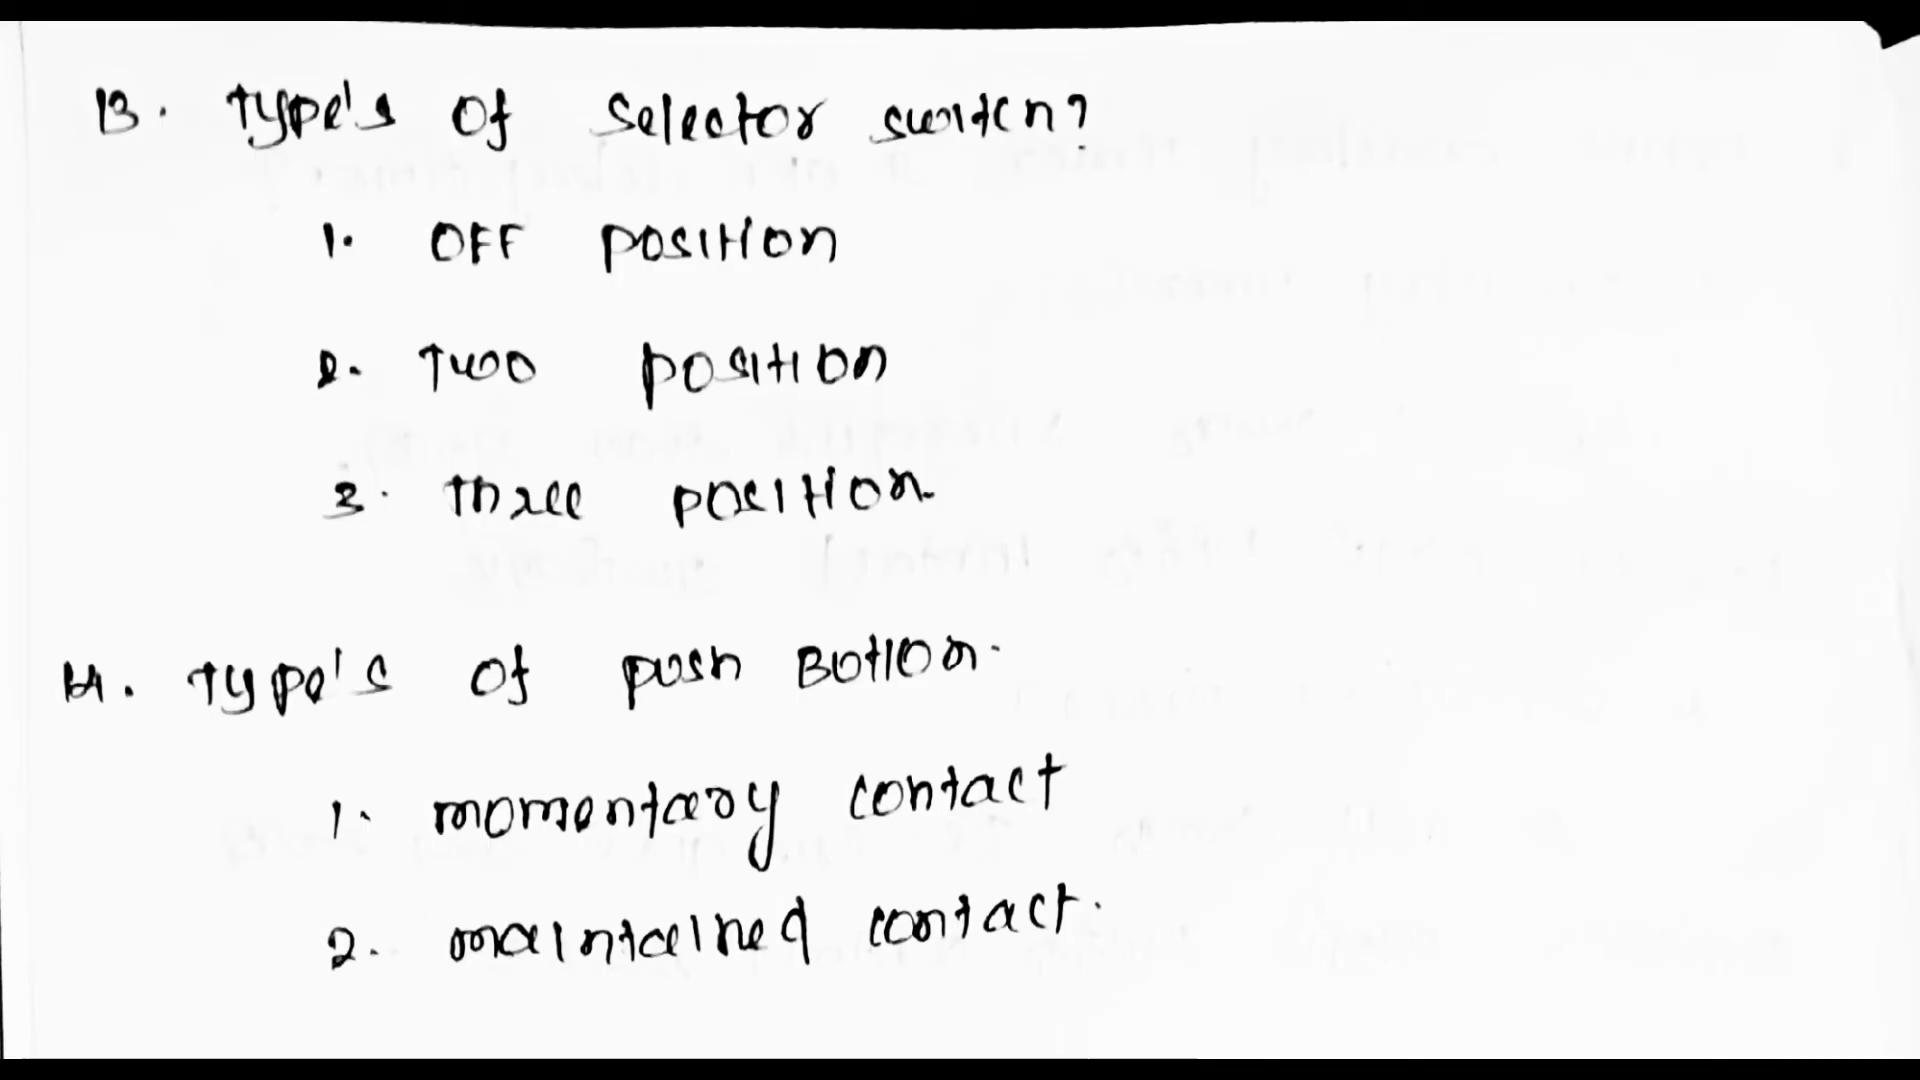 13. Type's of selector switch?
1. OFF position
2. Two position
3. Three position.
14. Type's of push Button.
1. momentary contact
2. maintained contact.